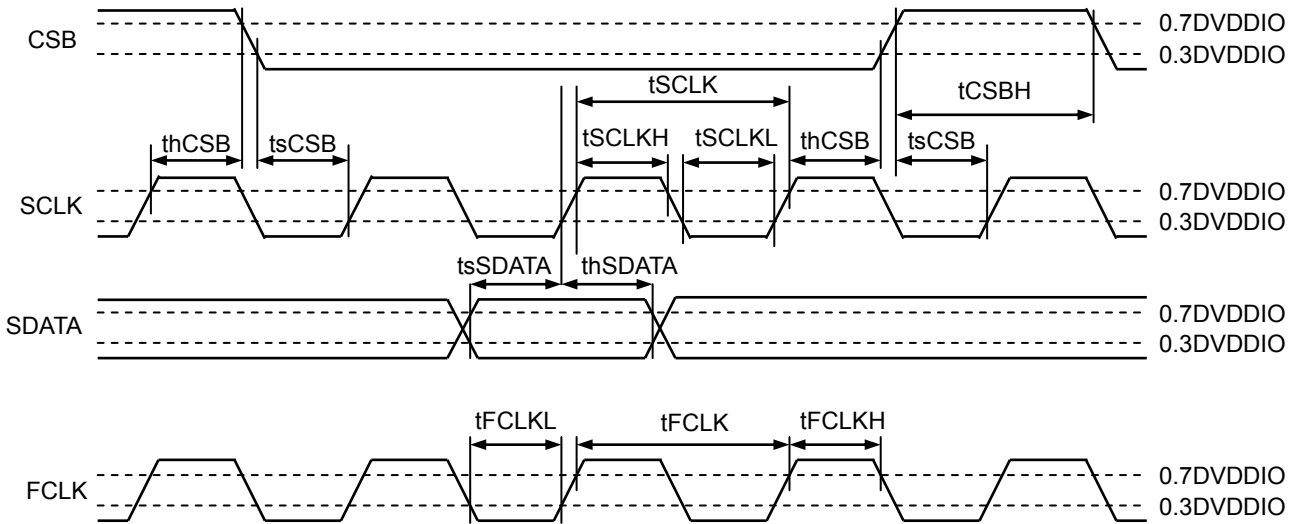 CSB
0.7DVDDIO
0.3DVDDIO
tSCLK
tCSBH
thCSB
tsCSB
tSCLKH
tSCLKL
thCSB
tsCSB
SCLK
0.7DVDDIO
0.3DVDDIO
tsSDATA
thSDATA
SDATA
0.7DVDDIO
0.3DVDDIO
tFCLKL
tFCLK
tFCLKH
FCLK
0.7DVDDIO
0.3DVDDIO